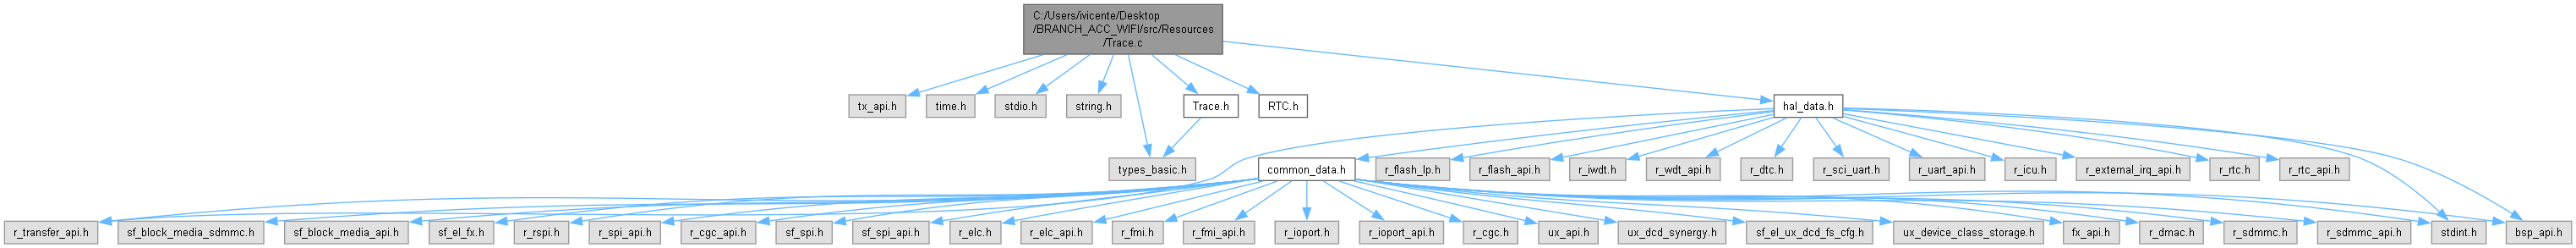 C:/Users/ivicente/Desktop
/BRANCH_ACC_WIFI/src/Resources
/Trace.c
tx_api.h
time.h
stdio.h
string.h
Trace.h
RTC.h
hal_data.h
types_basic.h
common_data.h
r_flash_lp.h
r_flash_api.h
r_iwdt.h
r_wdt_api.h
r_dtc.h
r_sci_uart.h
r_uart_api.h
r_icu.h
r_external_irq_api.h
r_rtc.h
r_rtc_api.h
r_transfer_api.h
sf_block_media_sdmmc.h
sf_block_media_api.h
sf_el_fx.h
r_rspi.h
r_spi_api.h
r_cgc_api.h
sf_spi.h
sf_spi_api.h
r_elc.h
r_elc_api.h
r_fmi.h
r_fmi_api.h
r_ioport.h
r_ioport_api.h
r_cgc.h
ux_api.h
ux_dcd_synergy.h
sf_el_ux_dcd_fs_cfg.h
ux_device_class_storage.h
fx_api.h
r_dmac.h
r_sdmmc.h
r_sdmmc_api.h
stdint.h
bsp_api.h